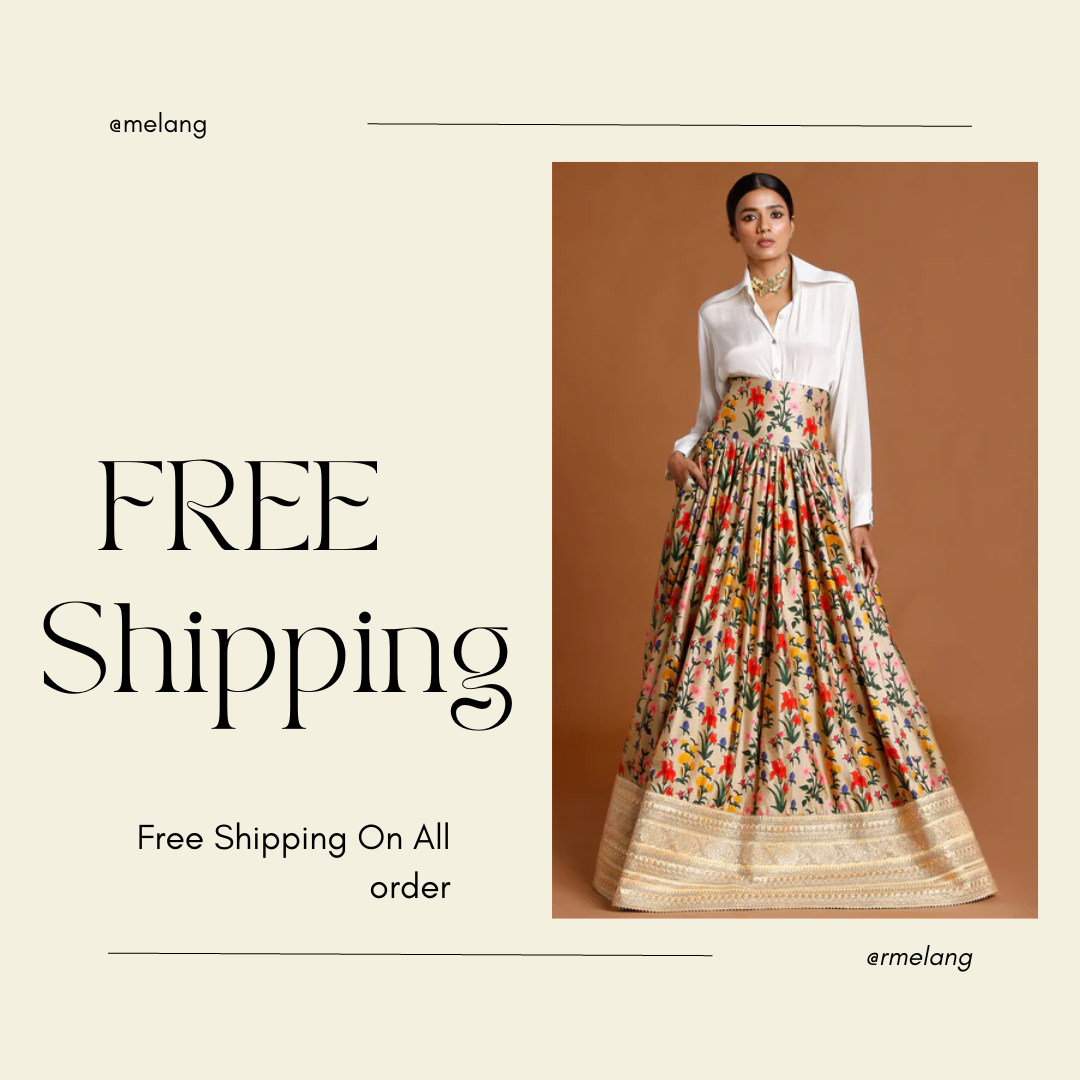 @melang
FREE
Shipping
Free Shipping On All
order
@rmelang